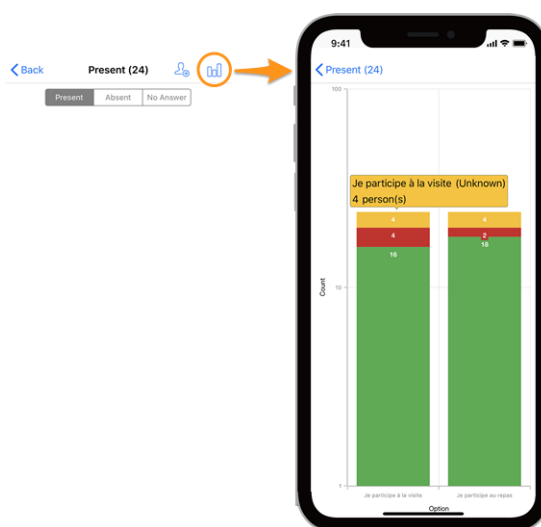 Back
Present (24)
Present
Absent
No Answer
9:41
Present (24)
100
Je participe à la visite (Unknown)
4 person(s)
4
4
4
2
16
18
Count
10
1
Je participe à la visite
Je participe au repas
Option